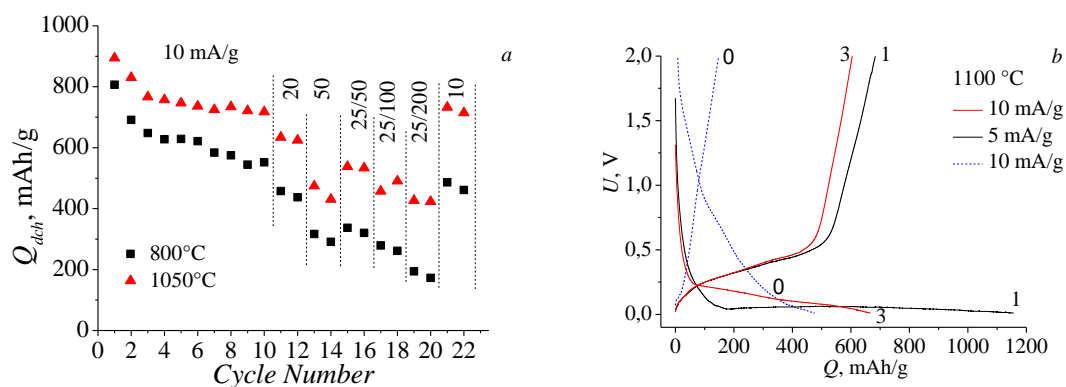 a
10 mA/g
20
50
25/50
25/100
25/200
10
1000
800
600
400
200
0
Q_dch, mAh/g
800°C
1050°C
0 2 4 6 8 10 12 14 16 18 20 22
Cycle Number
b
0
3
1
1100 °C
10 mA/g
5 mA/g
10 mA/g
2,0
1,5
1,0
0,5
0,0
U, V
0
1
3
0 200 400 600 800 1000 1200
Q, mAh/g